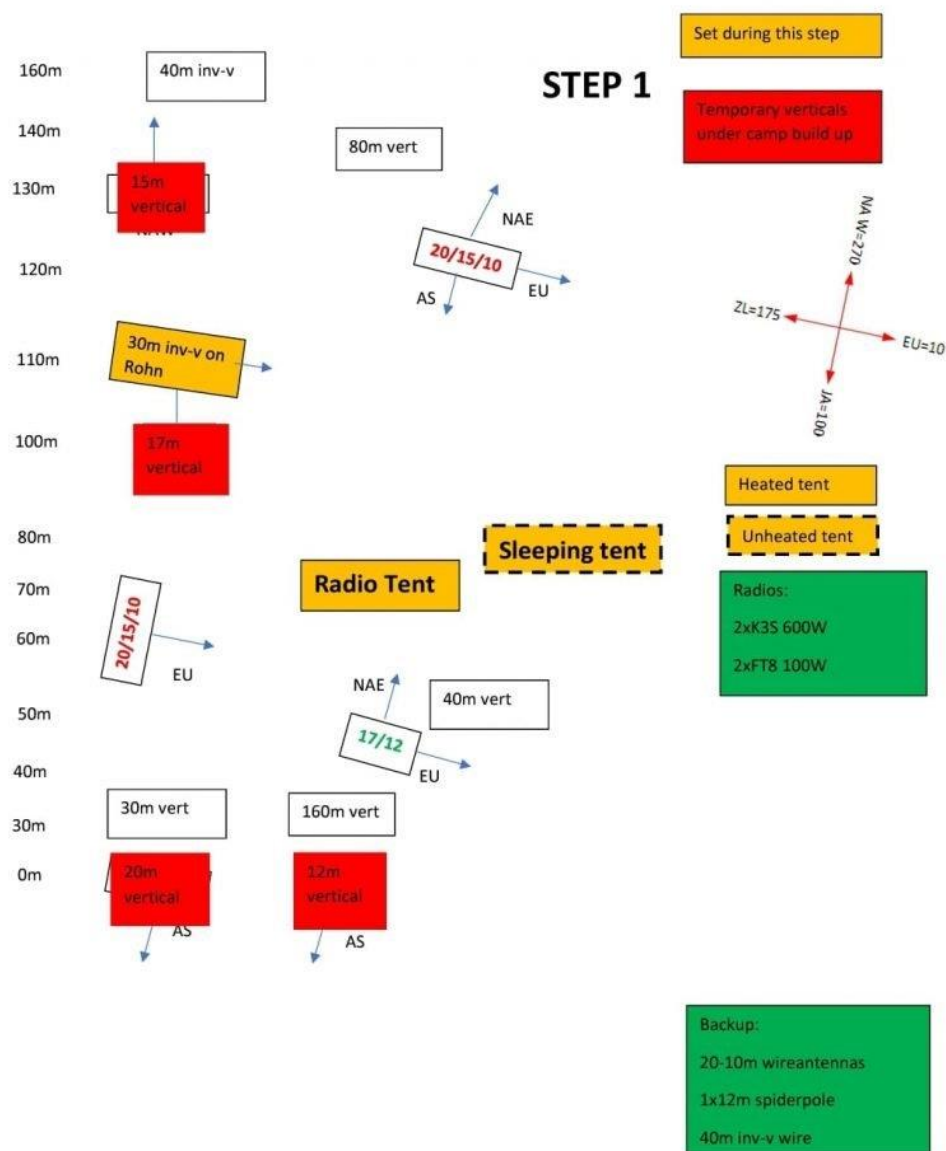 Set during this step
160m
40m inv-v
STEP 1
Temporary verticals
under camp build up
140m
80m vert
130m
15m
vertical
NAW
NAE
NA W=270
20/15/10
120m
AS
EU
ZL=175
EU=10
JA=100
30m inv-v on
Rohn
110m
100m
17m
vertical
Heated tent
80m
Sleeping tent
Unheated tent
70m
Radio Tent
Radios:
2xK3S 600W
2xFT8 100W
60m
20/15/10
EU
NAE
40m vert
50m
17/12
EU
40m
30m vert
160m vert
30m
0m
20m
vertical
12m
vertical
AS
AS
Backup:
20-10m wireantennas
1x12m spiderpole
40m inv-v wire